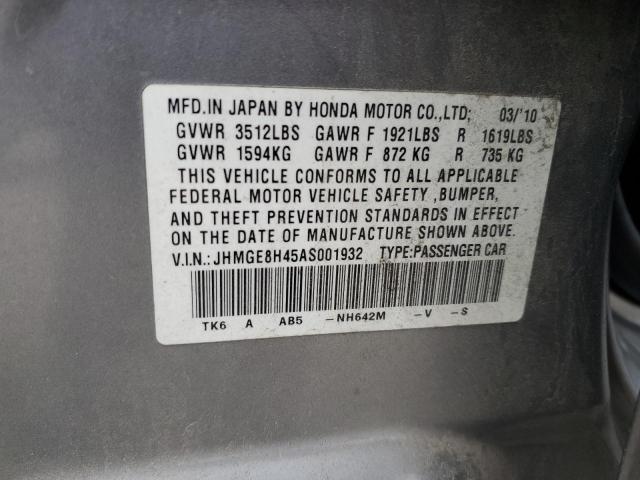 MFD.IN JAPAN BY HONDA MOTOR CO.,LTD; 03/'10
GVWR 3512LBS GAWR F 1921LBS R 1619LBS
GVWR 1594KG GAWR F 872 KG R 735 KG
THIS VEHICLE CONFORMS TO ALL APPLICABLE
FEDERAL MOTOR VEHICLE SAFETY ,BUMPER,
AND THEFT PREVENTION STANDARDS IN EFFECT
ON THE DATE OF MANUFACTURE SHOWN ABOVE.
V.I.N.:JHMGE8H45AS001932 TYPE:PASSENGER CAR
TK6 A AB5 -NH642M -V -S